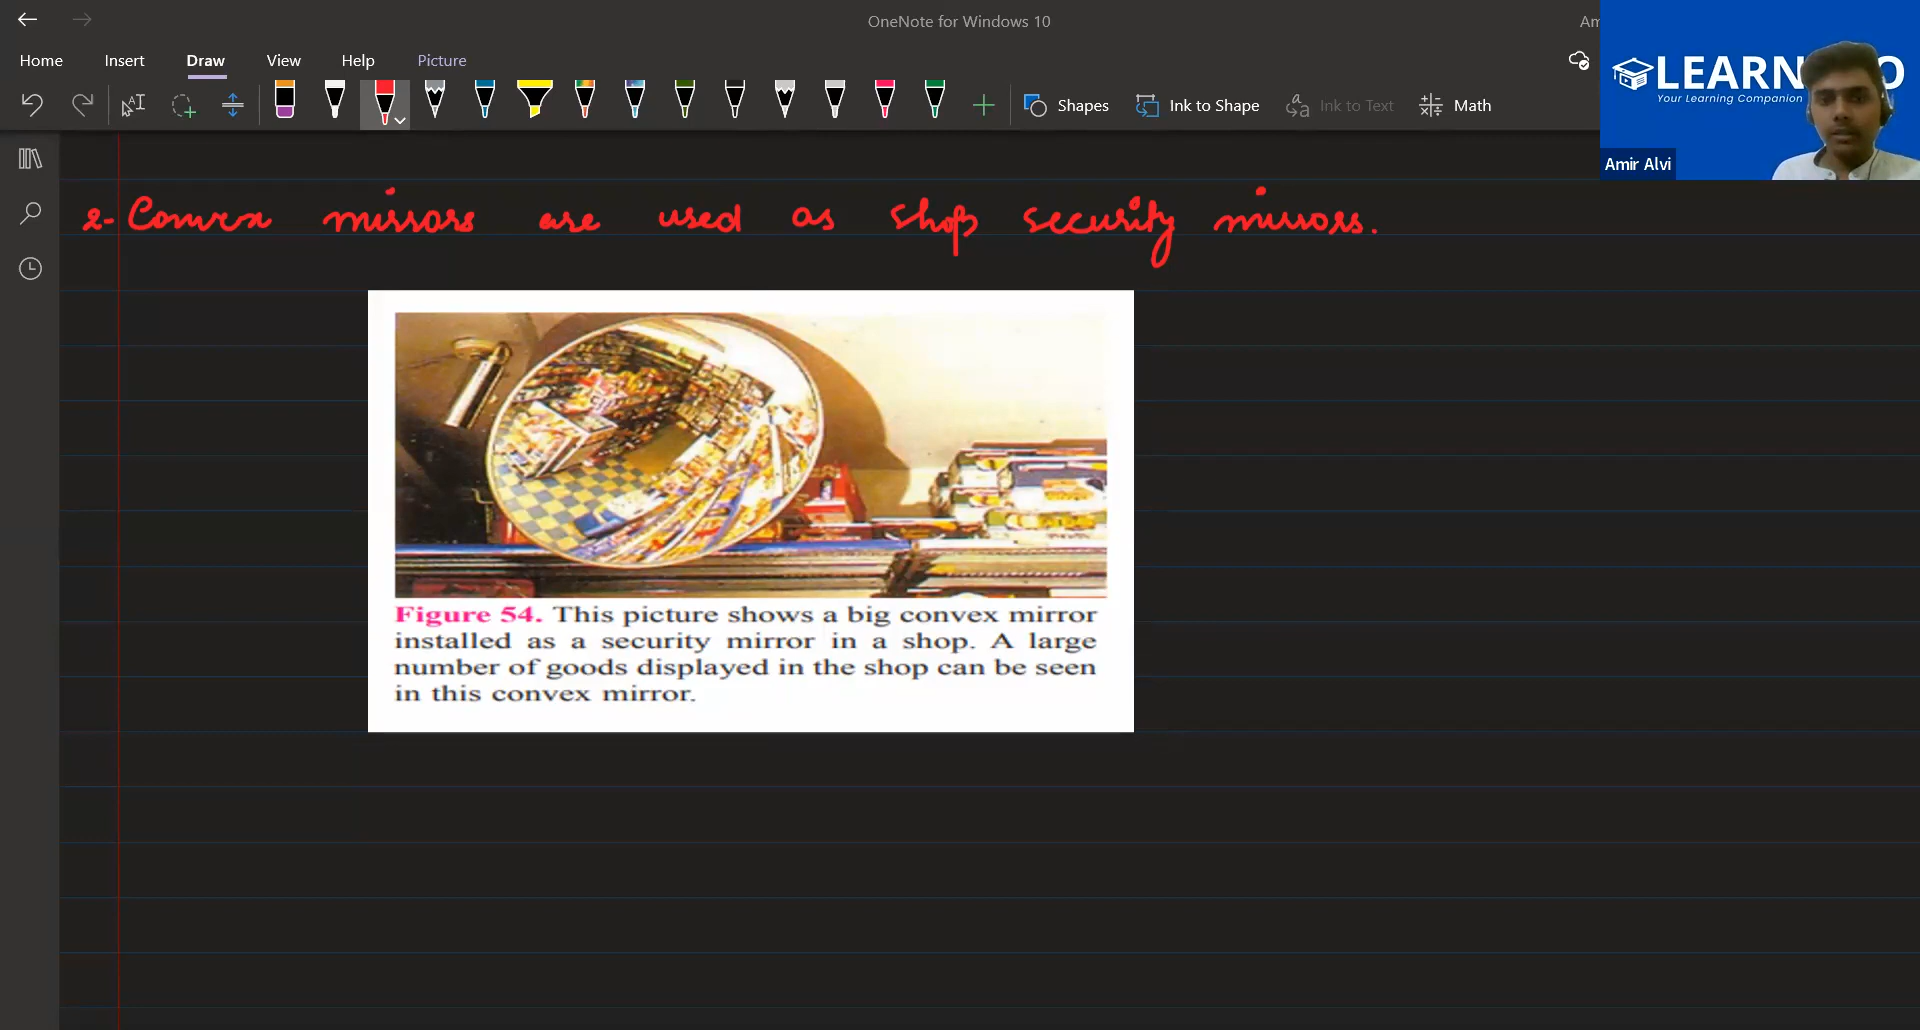 OneNote for Windows 10
Am
Home Insert Draw View Help Picture
Shapes Ink to Shape Ink to Text Math
LEARN O
Your Learning Companion
Amir Alvi
2- Convex mirrors are used as shop security mirrors.
Figure 54. This picture shows a big convex mirror
installed as a security mirror in a shop. A large
number of goods displayed in the shop can be seen
in this convex mirror.